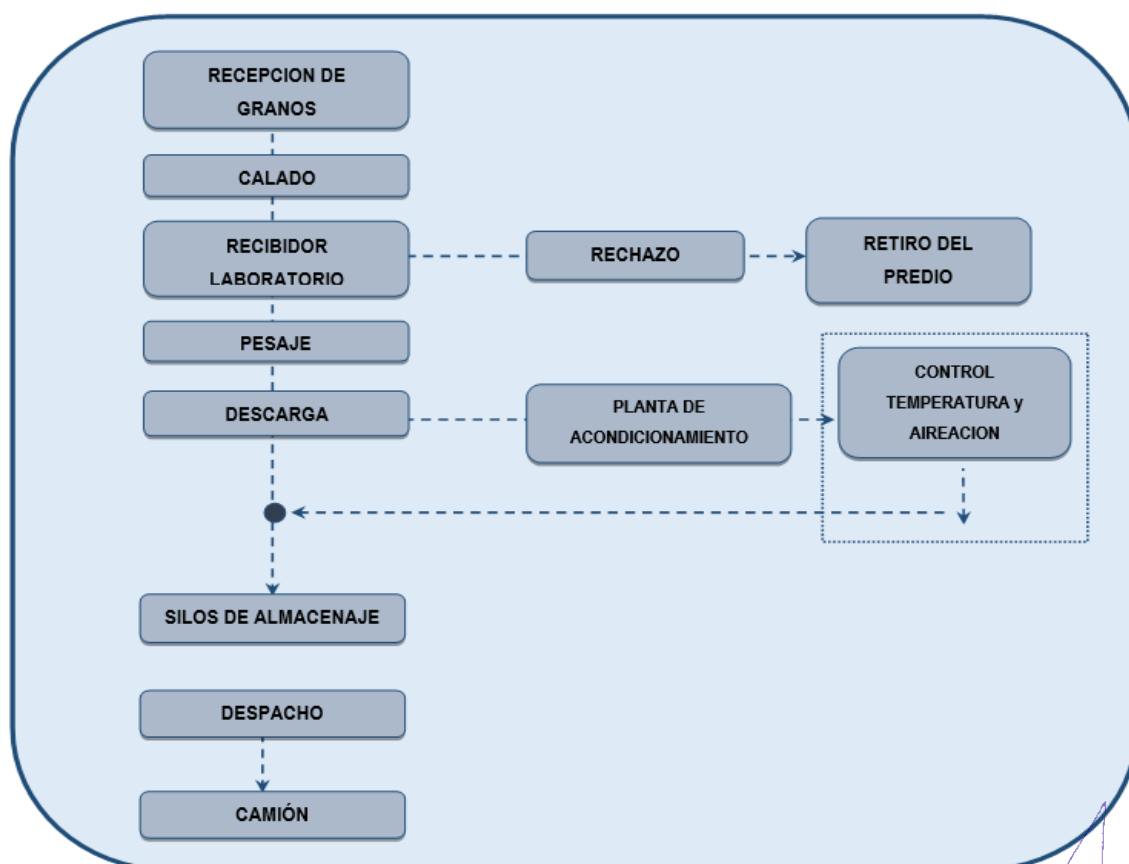 RECEPCION DE
GRANOS
CALADO
RECIBIDOR
LABORATORIO
RECHAZO
RETIRO DEL
PREDIO
PESAJE
DESCARGA
PLANTA DE
ACONDICIONAMIENTO
CONTROL
TEMPERATURA y
AIREACION
SILOS DE ALMACENAJE
DESPACHO
CAMIÓN